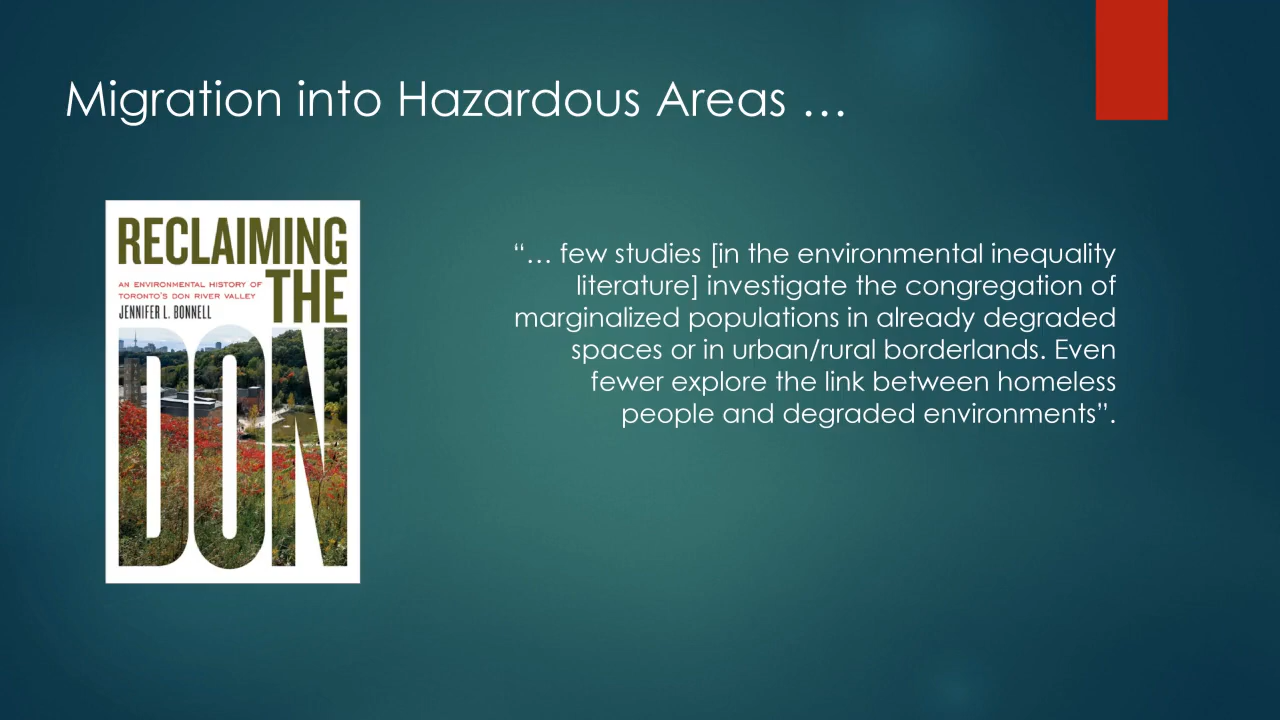 Migration into Hazardous Areas …
RECLAIMING
THE
AN ENVIRONMENTAL HISTORY OF
TORONTO'S DON RIVER VALLEY
JENNIFER L. BONNELL
DON
“… few studies [in the environmental inequality
literature] investigate the congregation of
marginalized populations in already degraded
spaces or in urban/rural borderlands. Even
fewer explore the link between homeless
people and degraded environments”.